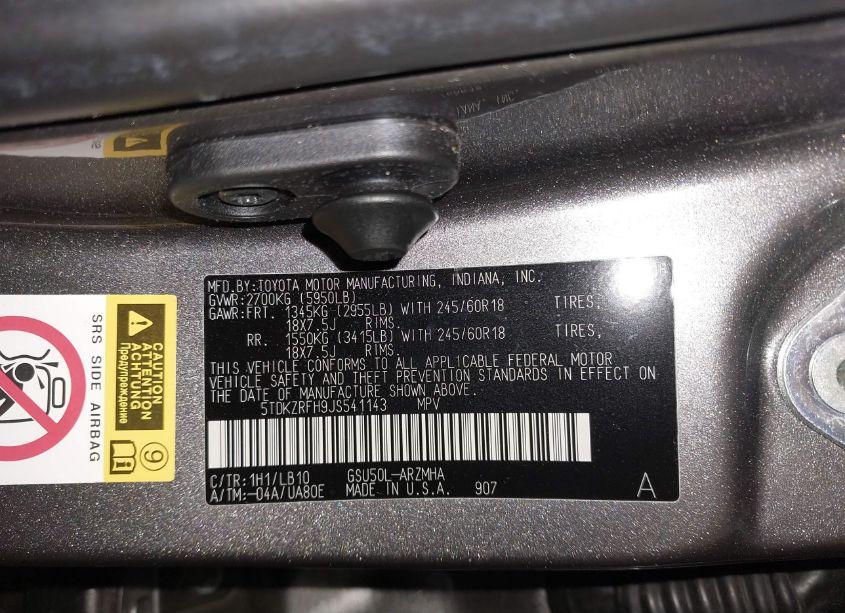 MFD.BY:TOYOTA MOTOR MANUFACTURING, INDIANA, INC.
GVWR:2700KG (5950LB)
GAWR:FRT. 1345KG (2955LB) WITH 245/60R18 TIRES,
18X7.5J RIMS.
RR. 1550KG (3415LB) WITH 245/60R18 TIRES,
18X7.5J RIMS.
THIS VEHICLE CONFORMS TO ALL APPLICABLE FEDERAL MOTOR
VEHICLE SAFETY AND THEFT PREVENTION STANDARDS IN EFFECT ON
THE DATE OF MANUFACTURE SHOWN ABOVE.
5TDKZRFH9JS541143 MPV
C/TR:1H1/LB10 GSU50L-ARZMHA
A/TM:-04A/UA80E MADE IN U.S.A. 907 A
SRS SIDE AIRBAG
CAUTION
ATTENTION
ACHTUNG
Предупреждение
i
9